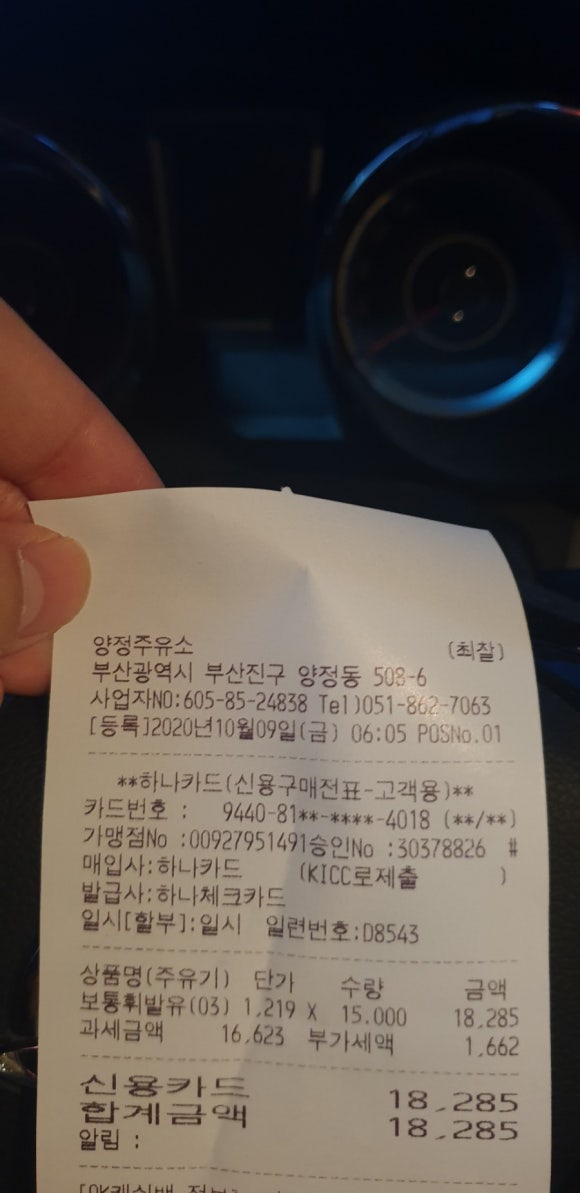 양정주유소 (최찰)
부산광역시 부산진구 양정동 508-6
사업자NO:605-85-24838 Tel)051-862-7063
[등록]2020년10월09일(금) 06:05 POSNo.01
**하나카드(신용구매전표-고객용)**
카드번호 : 9440-81**-****-4018 (**/**)
가맹점No :00927951491승인No :30378826 #
매입사:하나카드 (KICC로제출 )
발급사:하나체크카드
일시[할부]:일시 일련번호:D8543
상품명(주유기) 단가 수량 금액
보통휘발유(03) 1,219 X 15.000 18,285
과세금액 16,623 부가세액 1,662
신용카드 18,285
합계금액 18,285
알림 :